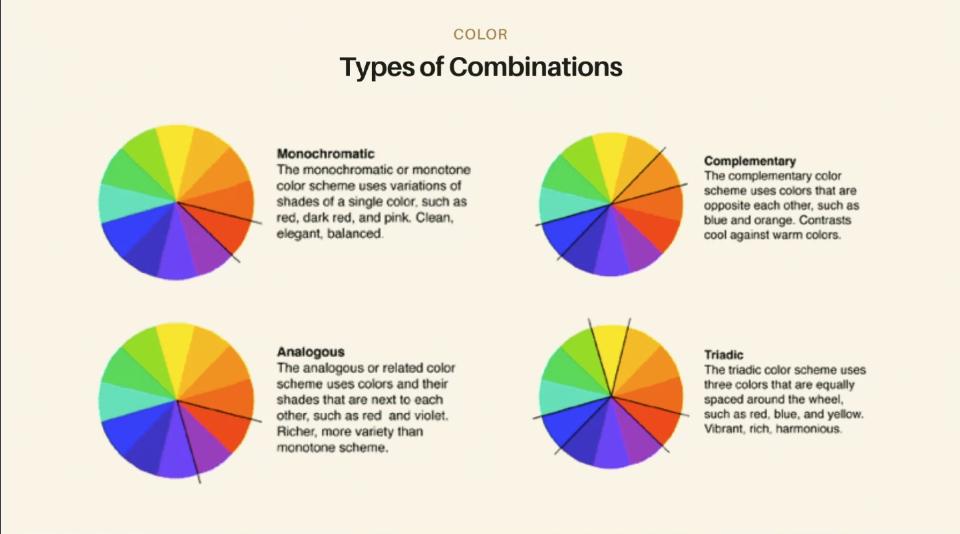 COLOR
Types of Combinations
Monochromatic
The monochromatic or monotone
color scheme uses variations of
shades of a single color, such as
red, dark red, and pink. Clean,
elegant, balanced.
Complementary
The complementary color
scheme uses colors that are
opposite each other, such as
blue and orange. Contrasts
cool against warm colors.
Analogous
The analogous or related color
scheme uses colors and their
shades that are next to each
other, such as red and violet.
Richer, more variety than
monotone scheme.
Triadic
The triadic color scheme uses
three colors that are equally
spaced around the wheel,
such as red, blue, and yellow.
Vibrant, rich, harmonious.